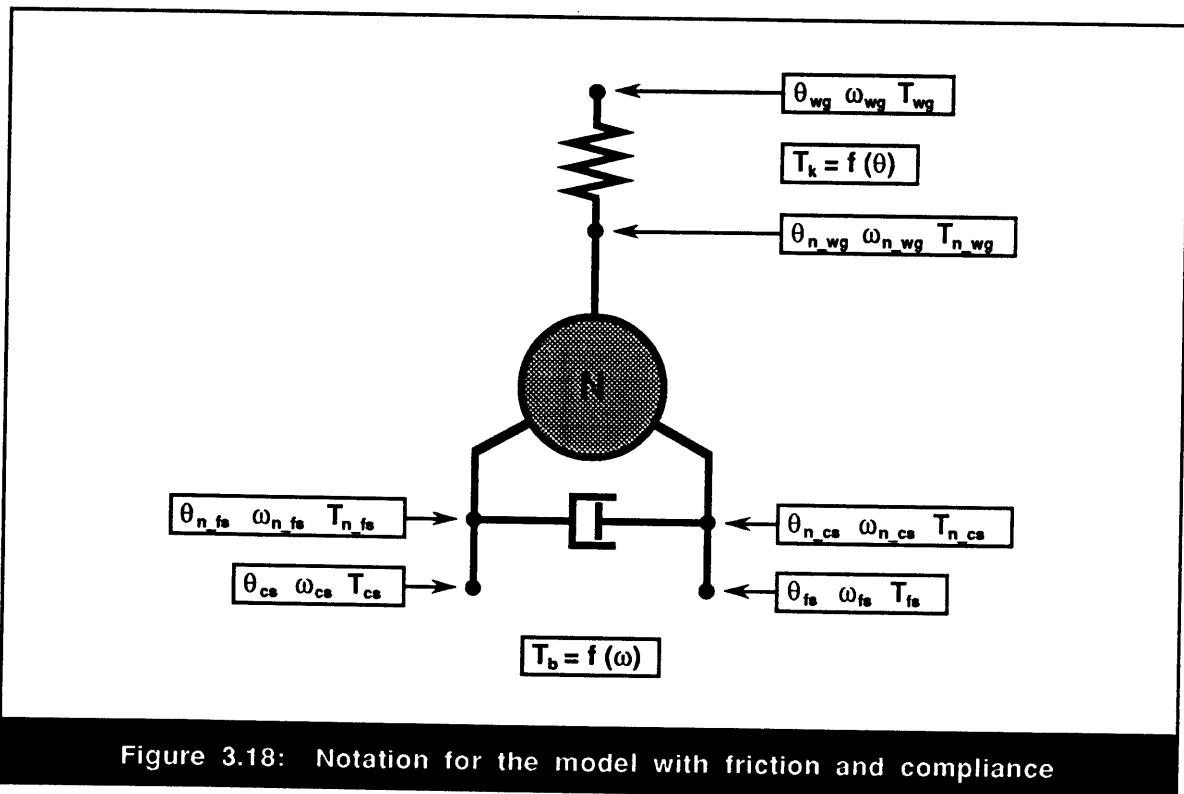 θwg ωwg Twg
Tk = f (θ)
θn_wg ωn_wg Tn_wg
N
θn_fs ωn_fs Tn_fs
θn_cs ωn_cs Tn_cs
θcs ωcs Tcs
θfs ωfs Tfs
Tb = f (ω)
Figure 3.18: Notation for the model with friction and compliance